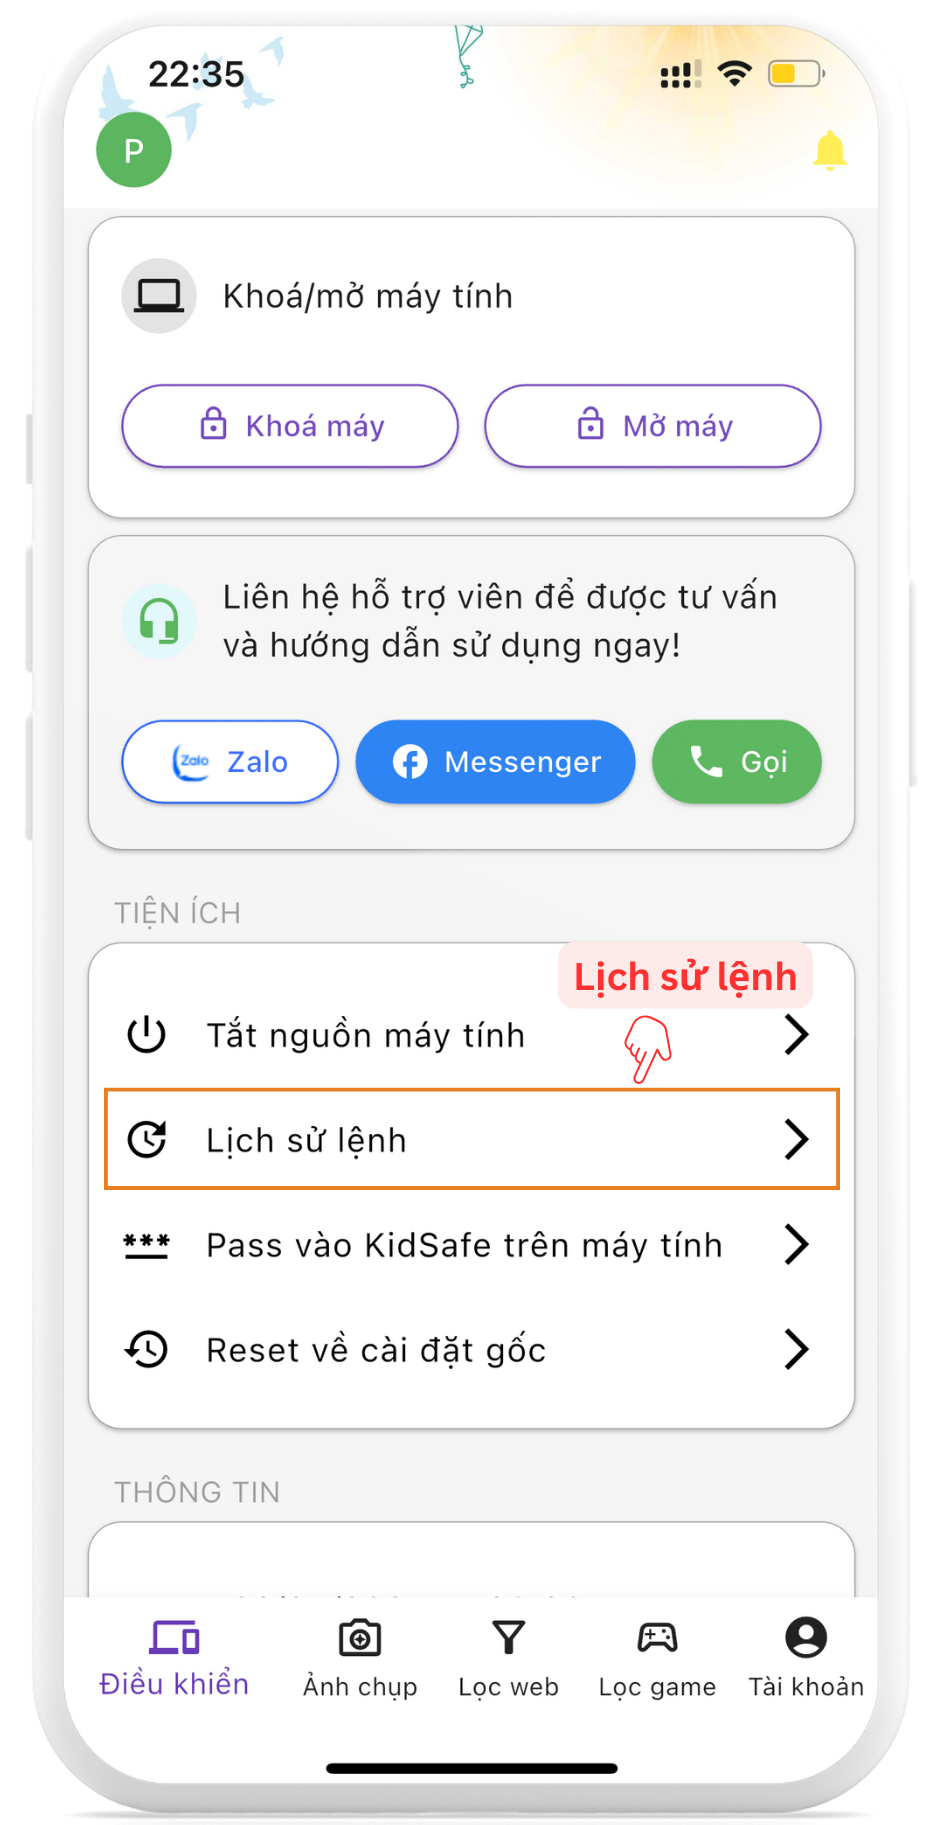 22:35
P
Khoá/mở máy tính
Khoá máy
Mở máy
Liên hệ hỗ trợ viên để được tư vấn
và hướng dẫn sử dụng ngay!
Zalo Zalo
Messenger
Gọi
TIỆN ÍCH
Lịch sử lệnh
Tắt nguồn máy tính
Lịch sử lệnh
*** Pass vào KidSafe trên máy tính
Reset về cài đặt gốc
THÔNG TIN
Điều khiển
Ảnh chụp
Lọc web
Lọc game
Tài khoản